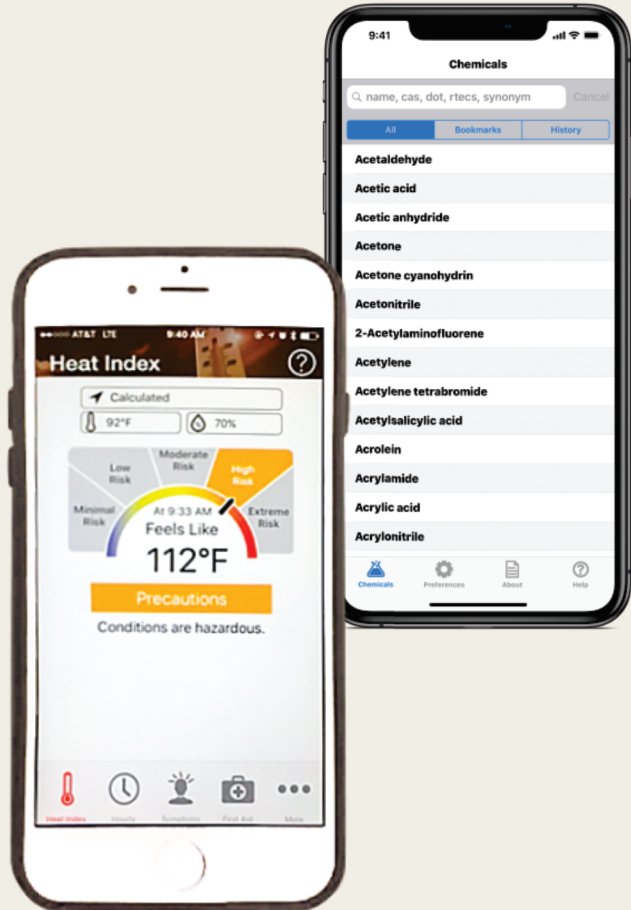 9:41
Chemicals
name, cas, dot, rtecs, synonym Cancel
All Bookmarks History
Acetaldehyde
Acetic acid
Acetic anhydride
Acetone
Acetone cyanohydrin
Acetonitrile
2-Acetylaminofluorene
Acetylene
Acetylene tetrabromide
Acetylsalicylic acid
Acrolein
Acrylamide
Acrylic acid
Acrylonitrile
Chemicals Preferences About Help
AT&T LTE 9:40 AM
Heat Index
Calculated
92°F 70%
Minimal
Risk
Low
Risk
Moderate
Risk
High
Risk
Extreme
Risk
At 9:33 AM
Feels Like
112°F
Precautions
Conditions are hazardous.
Heat Index Hourly Symptoms First Aid More